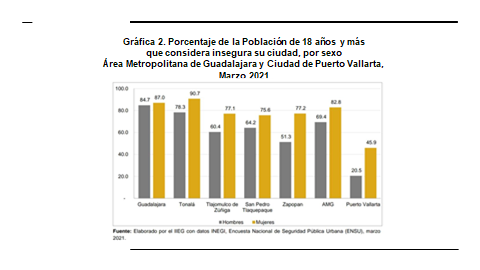 Gráfica 2. Porcentaje de la Población de 18 años y más
que considera insegura su ciudad, por sexo
Área Metropolitana de Guadalajara y Ciudad de Puerto Vallarta,
Marzo 2021
100.0
80.0
60.0
40.0
20.0
-
84.7 87.0 78.3 90.7 60.4 77.1 64.2 75.6 51.3 77.2 69.4 82.8 20.5 45.9
Guadalajara Tonalá Tlajomulco de Zúñiga San Pedro Tlaquepaque Zapopan AMG Puerto Vallarta
Hombres Mujeres
Fuente: Elaborado por el IIEG con datos INEGI, Encuesta Nacional de Seguridad Pública Urbana (ENSU), marzo
2021.